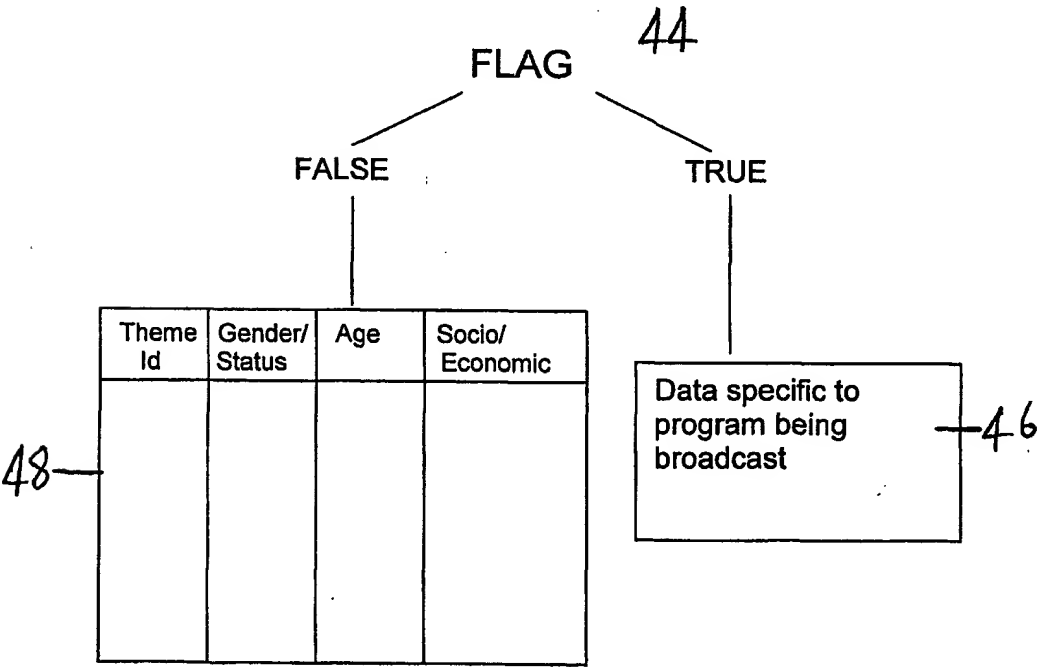 44
FLAG
FALSE
TRUE
Theme Id
Gender/ Status
Age
Socio/ Economic
Data specific to
program being
broadcast
46
48